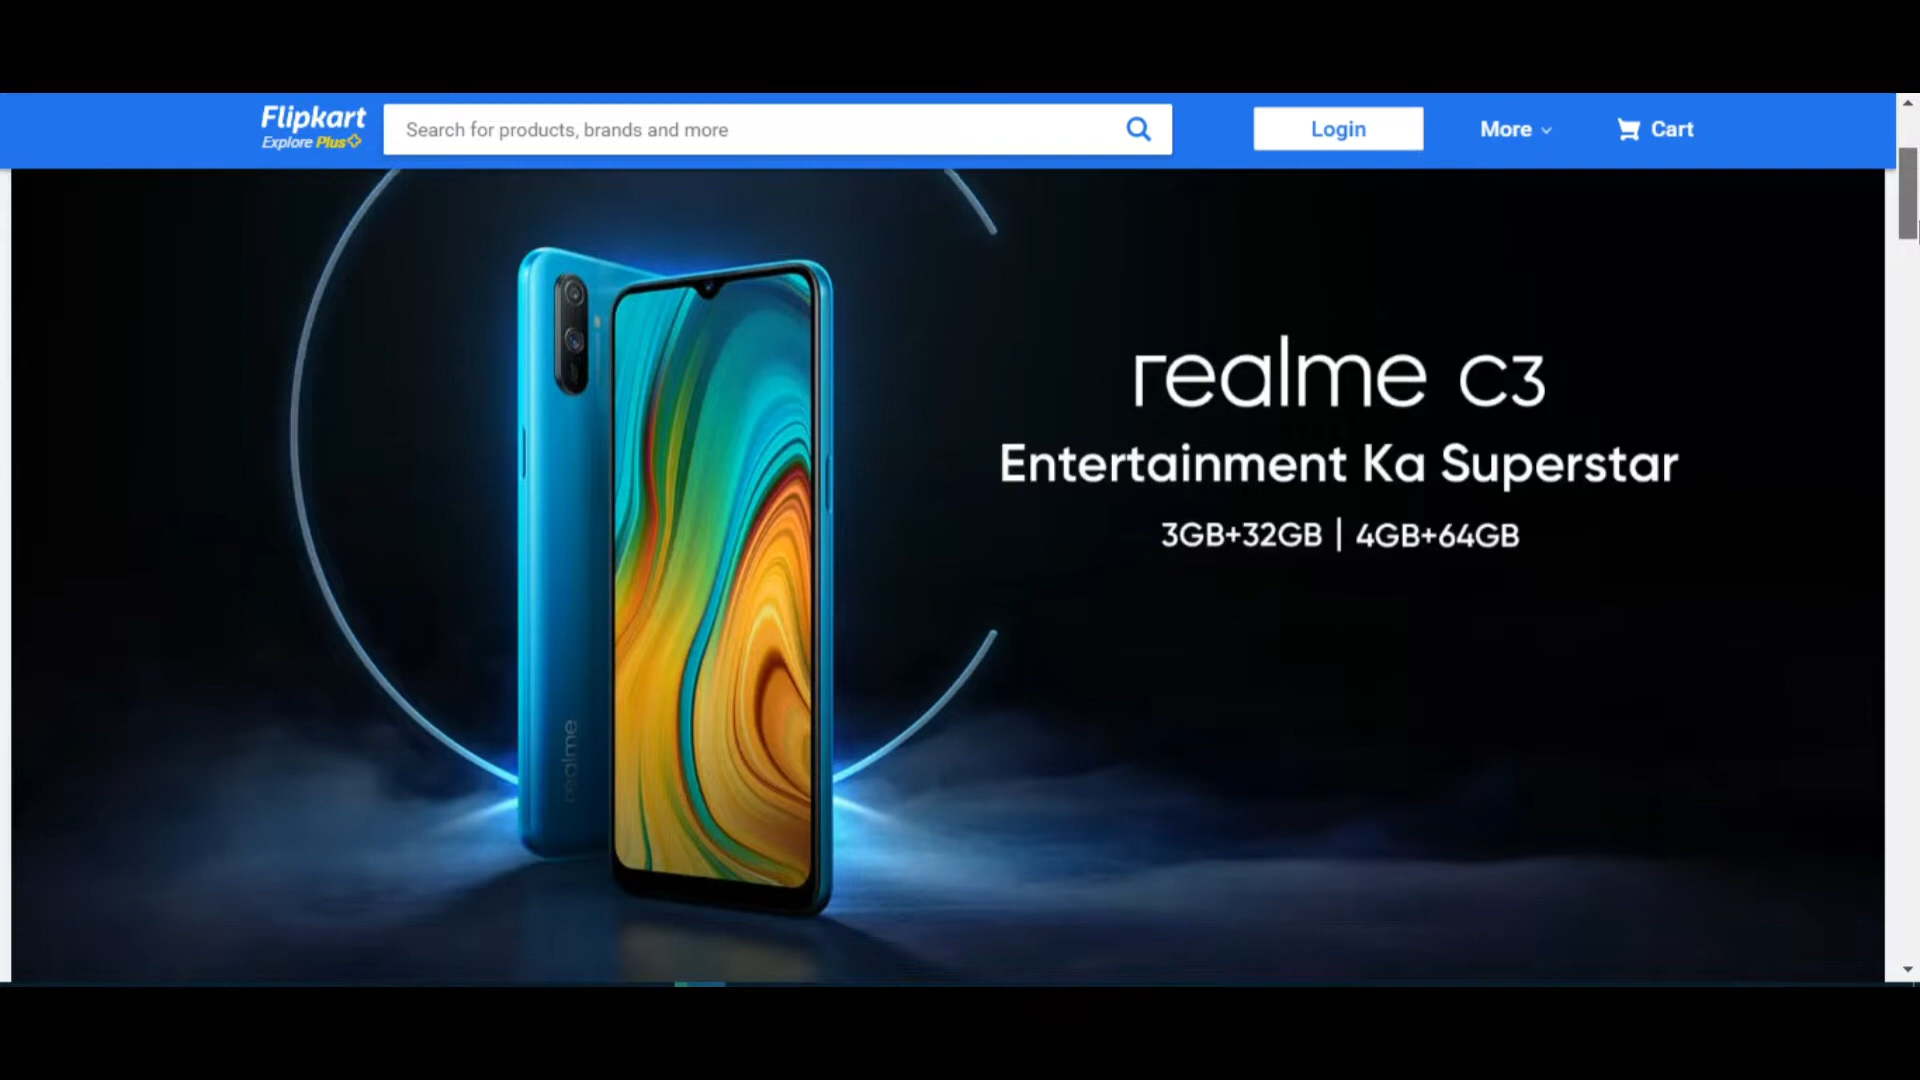 Flipkart
Explore Plus
Search for products, brands and more
Login
More
Cart
realme C3
Entertainment Ka Superstar
3GB+32GB | 4GB+64GB
realme